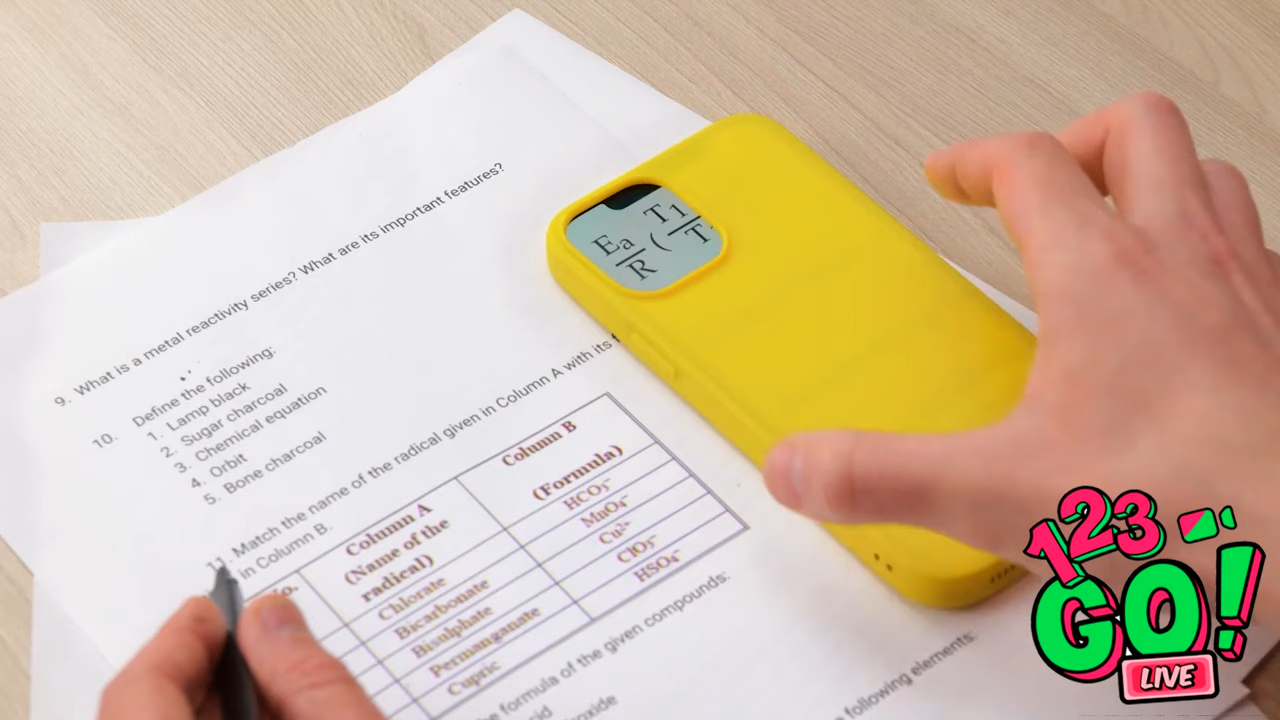 9. What is a metal reactivity series? What are its important features?
10. Define the following:
1. Lamp black
2. Sugar charcoal
3. Chemical equation
4. Orbit
5. Bone charcoal
11. Match the name of the radical given in Column A with its
in Column B.
Column A
(Name of the
radical)
Column B
(Formula)
Chlorate
HCO₃⁻
Bicarbonate
MnO₄⁻
Bisulphate
Cu²⁺
Permanganate
ClO₃⁻
Cupric
HSO₄⁻
formula of the given compounds:
following elements:
Ea
R
(
T1
T
123
GO!
LIVE